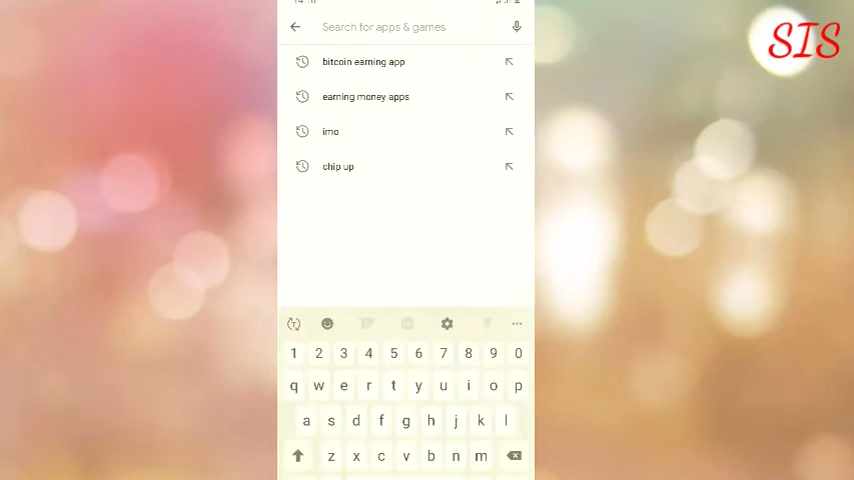 SIS
Search for apps & games
bitcoin earning app
earning money apps
imo
chip up
1 2 3 4 5 6 7 8 9 0
q w e r t y u i o p
a s d f g h j k l
z x c v b n m